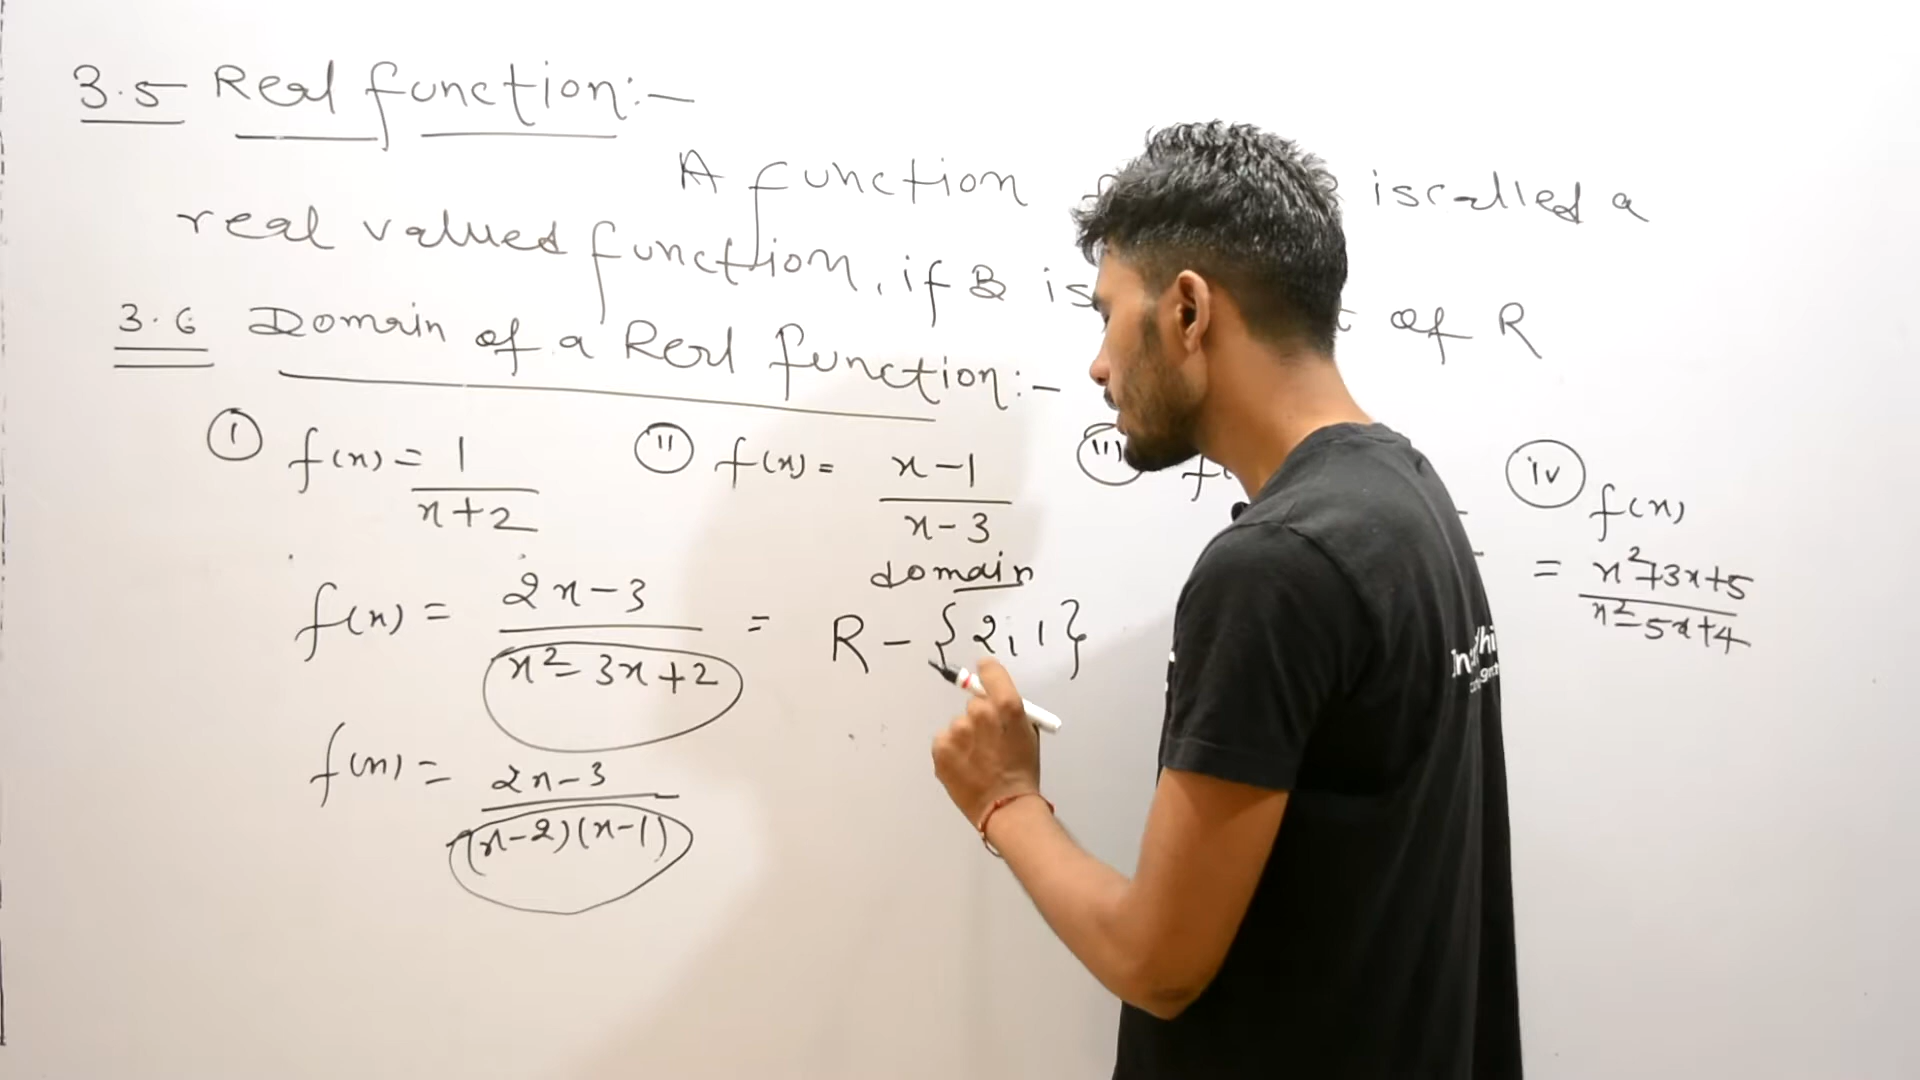 3.5 Real function:-
A function is called a
real valued function, if B is of R
3.6 Domain of a Real function:-
(i) f(x) = 1/(x+2) (ii) f(x) = (x-1)/(x-3) (iii) f( (iv) f(x)
= (x²+3x+5)/(x²-5x+4)
domain
f(x) = (2x-3)/(x²-3x+2) = R - {2,1}
f(x) = (2x-3)/((x-2)(x-1))